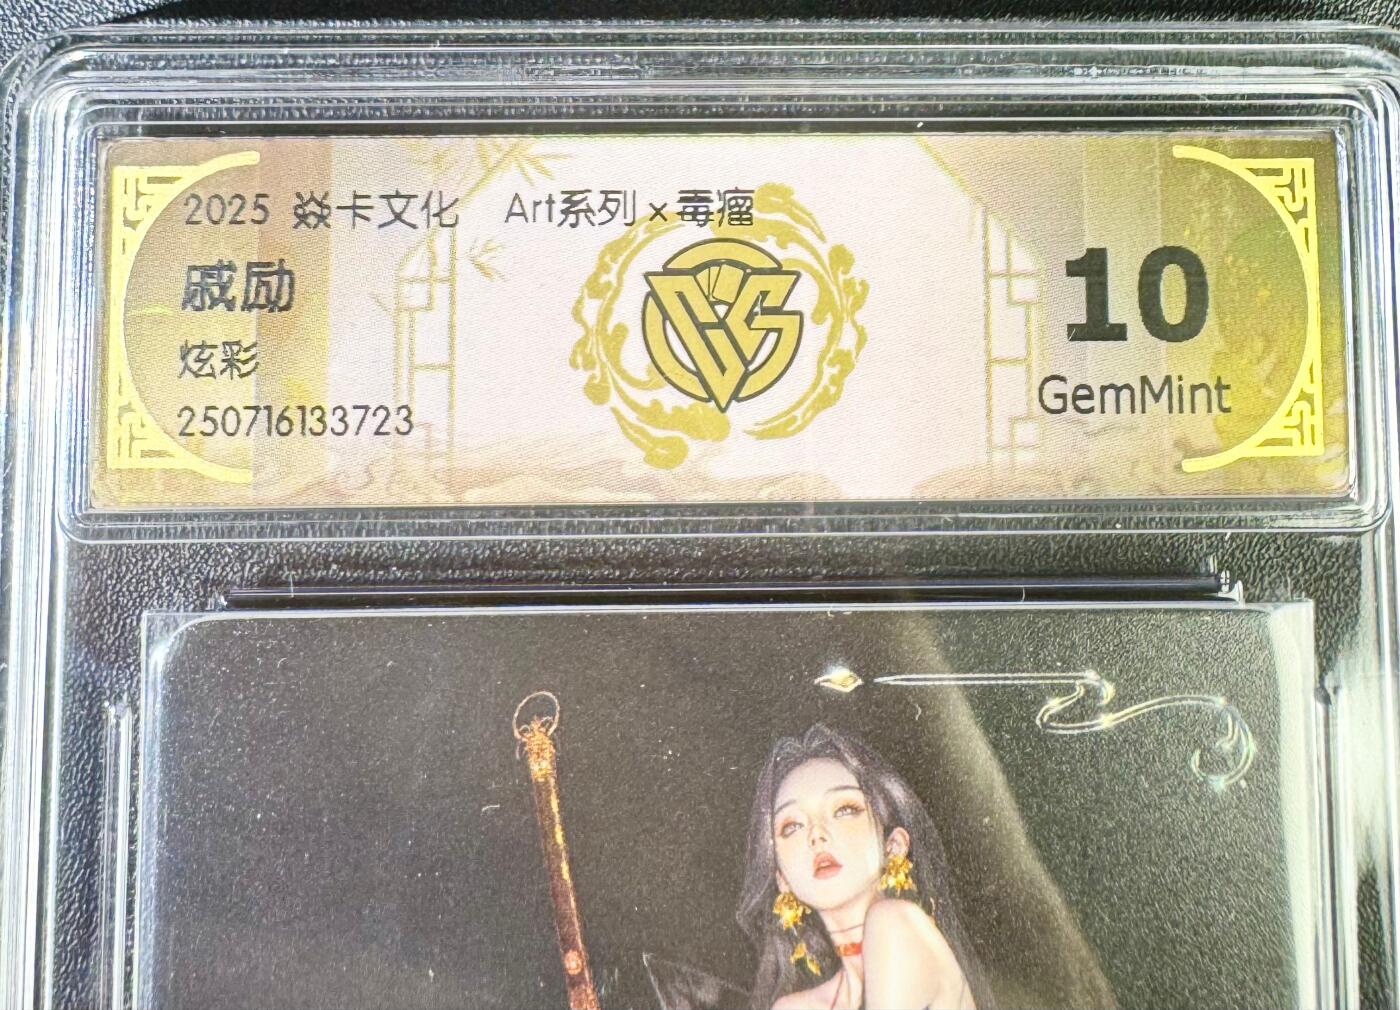 2025 焱卡文化 Art系列×毒瘤
戚励
炫彩
250716133723
10
GemMint